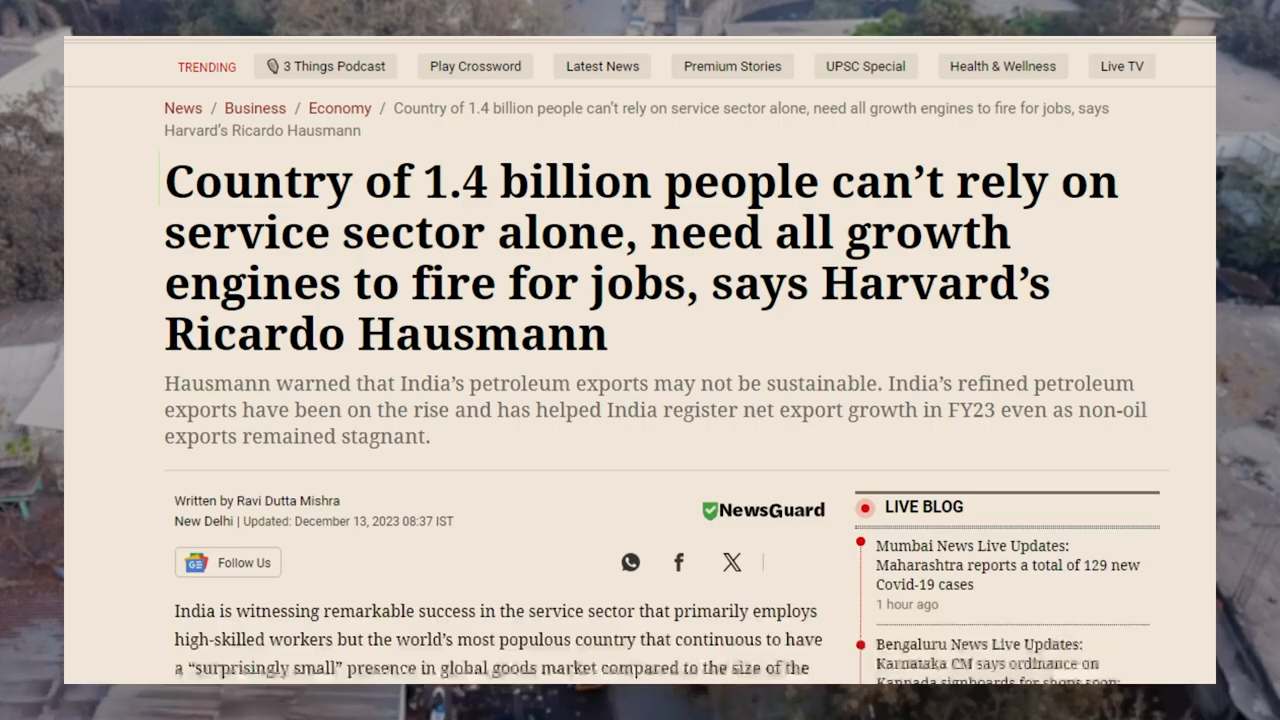 TRENDING
3 Things Podcast
Play Crossword
Latest News
Premium Stories
UPSC Special
Health & Wellness
Live TV
News / Business / Economy / Country of 1.4 billion people can't rely on service sector alone, need all growth engines to fire for jobs, says
Harvard's Ricardo Hausmann
Country of 1.4 billion people can't rely on
service sector alone, need all growth
engines to fire for jobs, says Harvard's
Ricardo Hausmann
Hausmann warned that India's petroleum exports may not be sustainable. India's refined petroleum
exports have been on the rise and has helped India register net export growth in FY23 even as non-oil
exports remained stagnant.
Written by Ravi Dutta Mishra
New Delhi | Updated: December 13, 2023 08:37 IST
NewsGuard
GE Follow Us
India is witnessing remarkable success in the service sector that primarily employs
high-skilled workers but the world's most populous country that continuous to have
a “surprisingly small” presence in global goods market compared to the size of the
LIVE BLOG
Mumbai News Live Updates:
Maharashtra reports a total of 129 new
Covid-19 cases
1 hour ago
Bengaluru News Live Updates:
Karnataka CM says ordinance on
Kannada signboards for shops soon